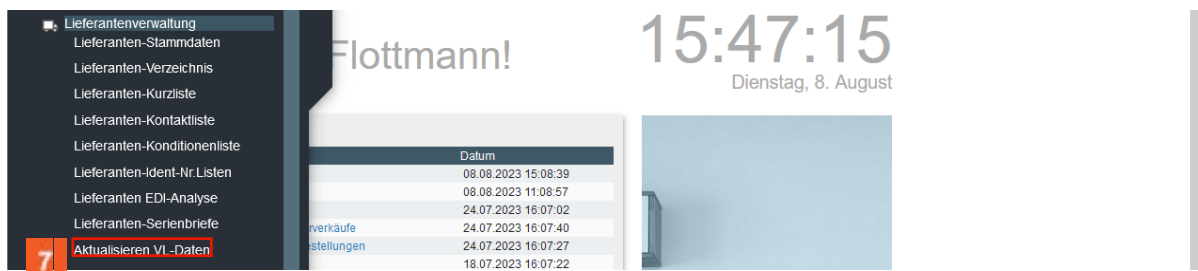 Lieferantenverwaltung
Lieferanten-Stammdaten
Lieferanten-Verzeichnis
Lieferanten-Kurzliste
Lieferanten-Kontaktliste
Lieferanten-Konditionenliste
Lieferanten-Ident-Nr.Listen
Lieferanten EDI-Analyse
Lieferanten-Serienbriefe
7 Aktualisieren VL-Daten
Flottmann!
15:47:15
Dienstag, 8. August
Datum
08.08.2023 15:08:39
08.08.2023 11:08:57
24.07.2023 16:07:02
rverkäufe 24.07.2023 16:07:40
stellungen 24.07.2023 16:07:27
18.07.2023 16:07:22